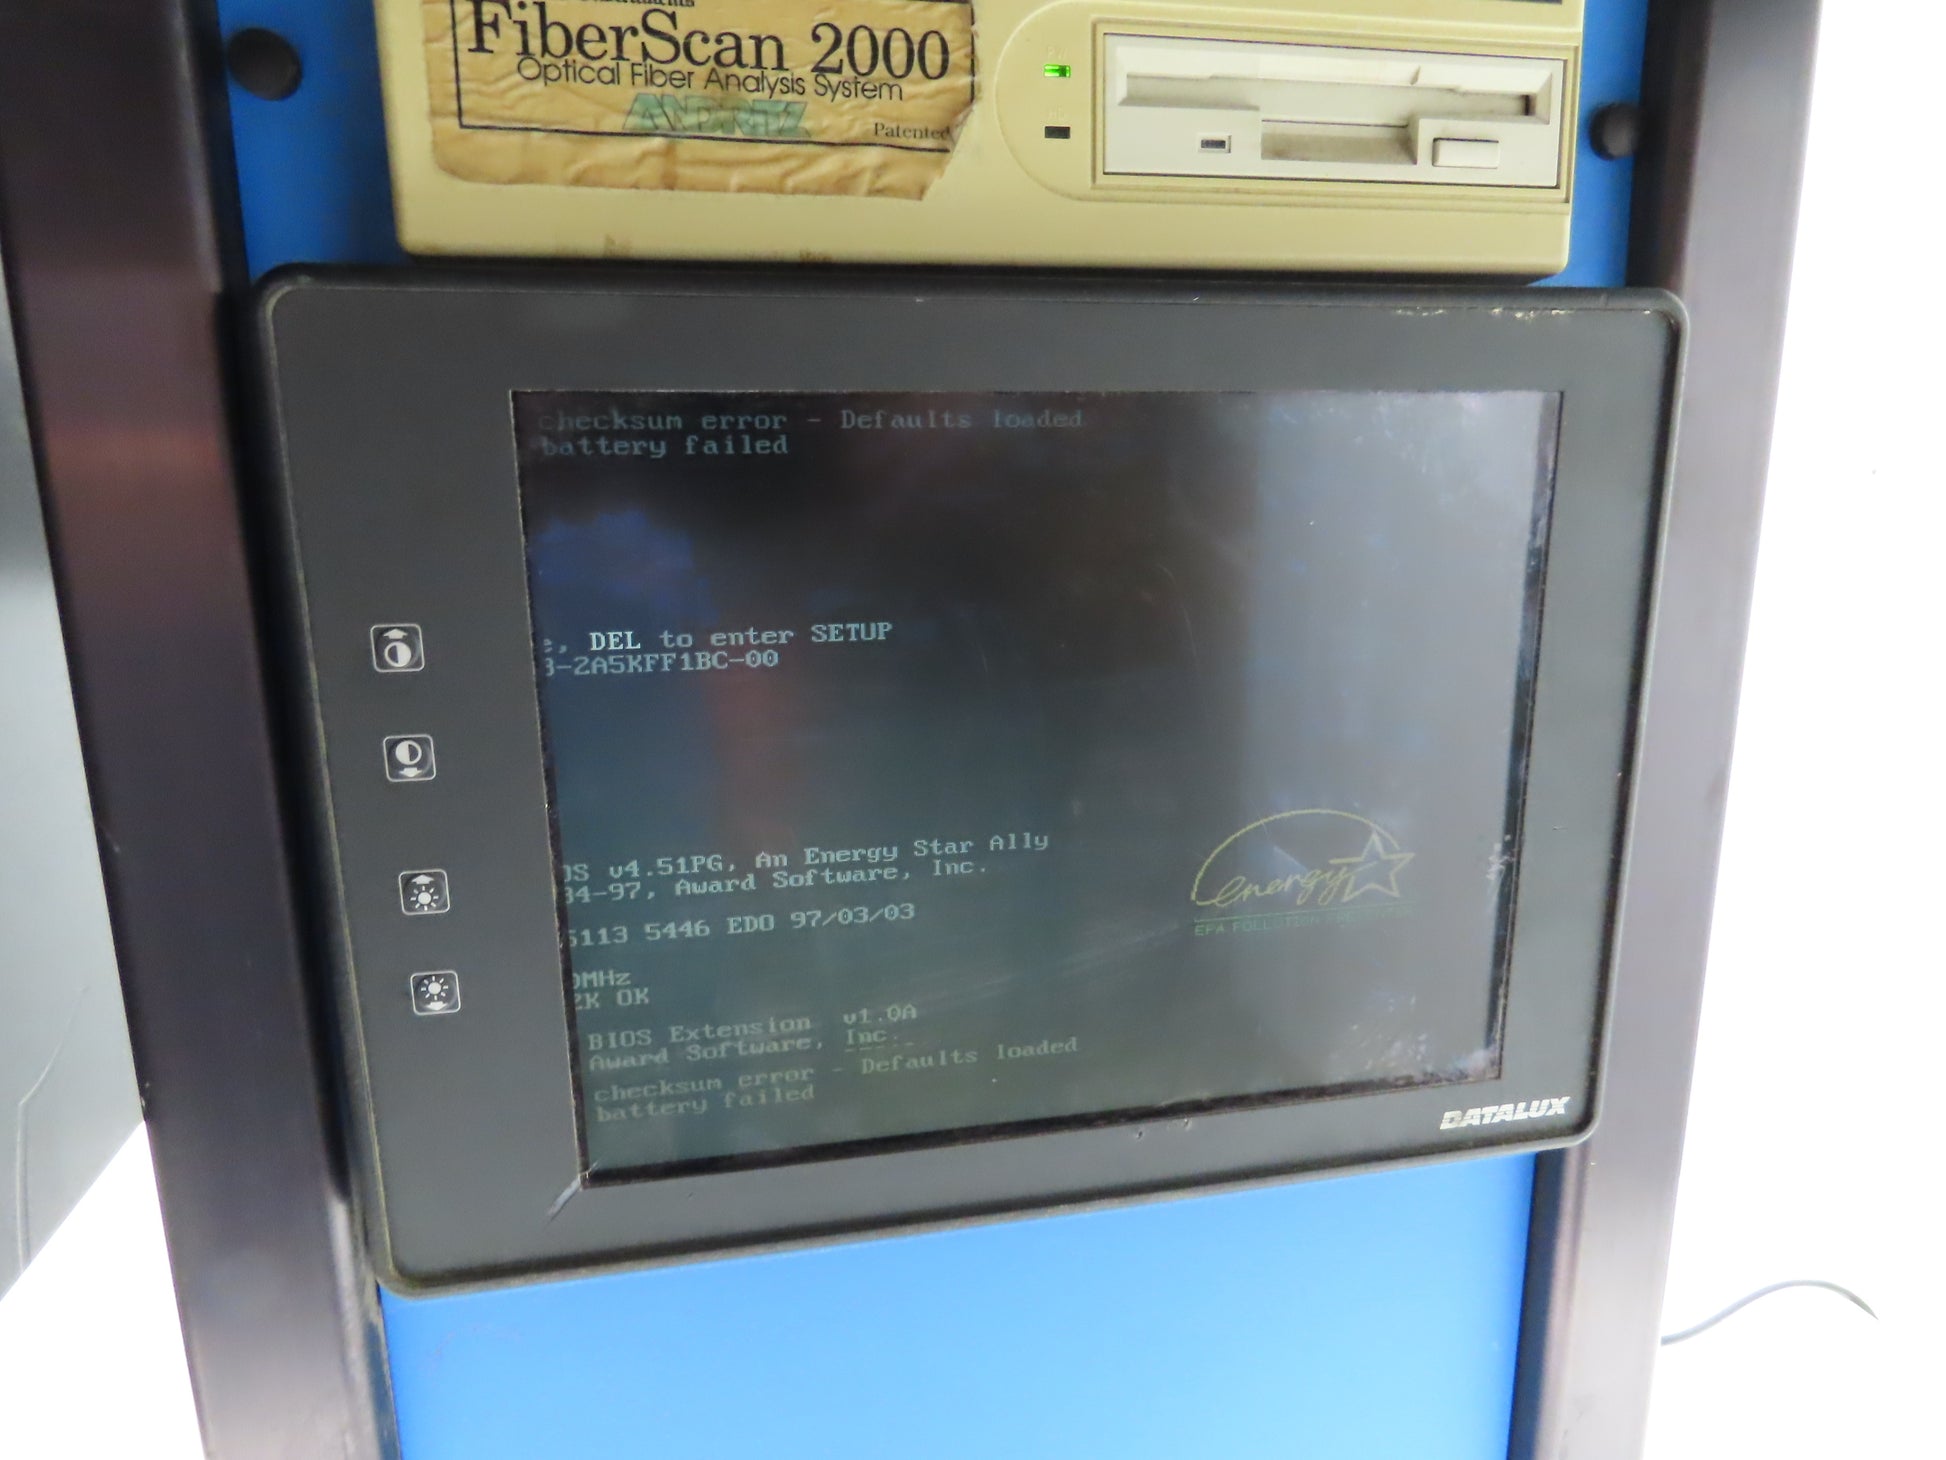 FiberScan 2000
Optical Fiber Analysis System
ANDRITZ
Patented
checksum error - Defaults loaded
battery failed
, DEL to enter SETUP
-2A5KFF1BC-00
OS v4.51PG, An Energy Star Ally
84-97, Award Software, Inc.
5113 5446 EDO 97/03/03
energy
EPA POLLUTION PREVENTER
0MHz
2K OK
BIOS Extension v1.0A
Award Software, Inc.
checksum error - Defaults loaded
battery failed
DATALUX